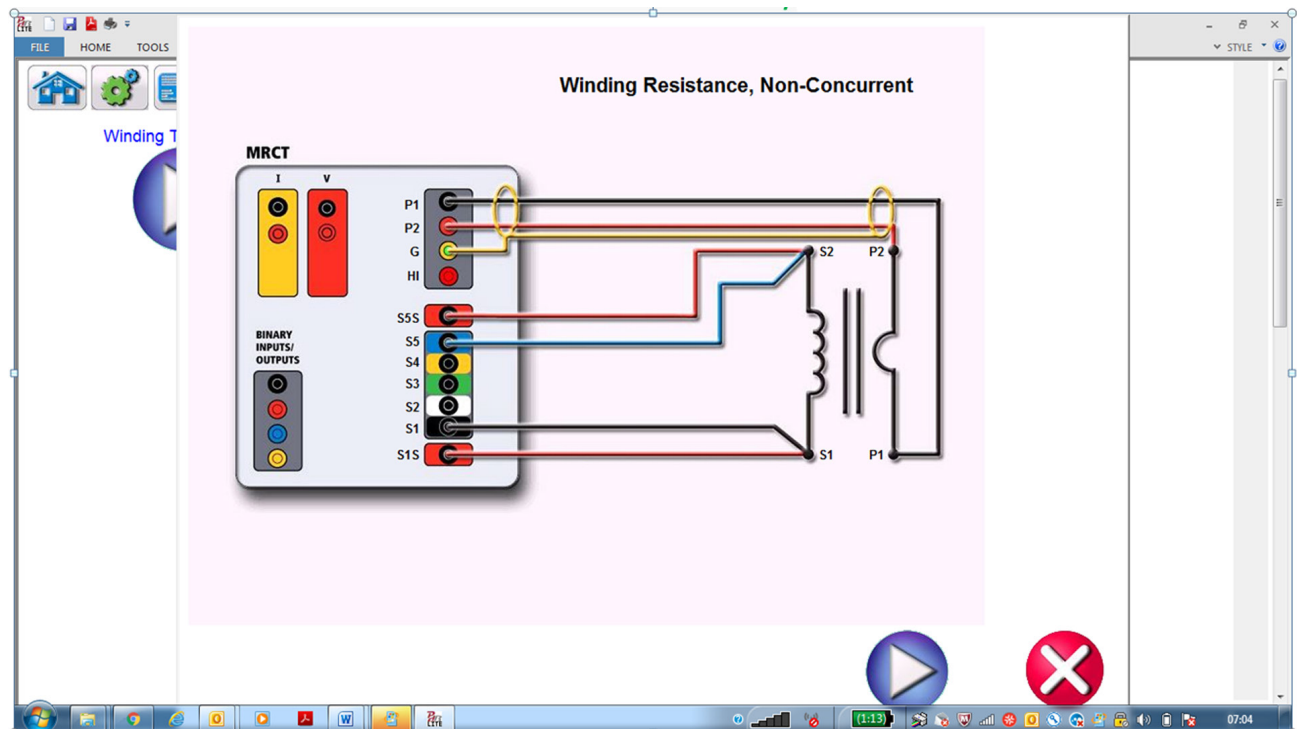 FILE HOME TOOLS STYLE
Winding T
Winding Resistance, Non-Concurrent
MRCT
I V
P1
P2
G
HI
S5S
S5
S4
S3
S2
S1
S1S
BINARY
INPUTS/
OUTPUTS
S2 P2
S1 P1
(1:13) 07:04